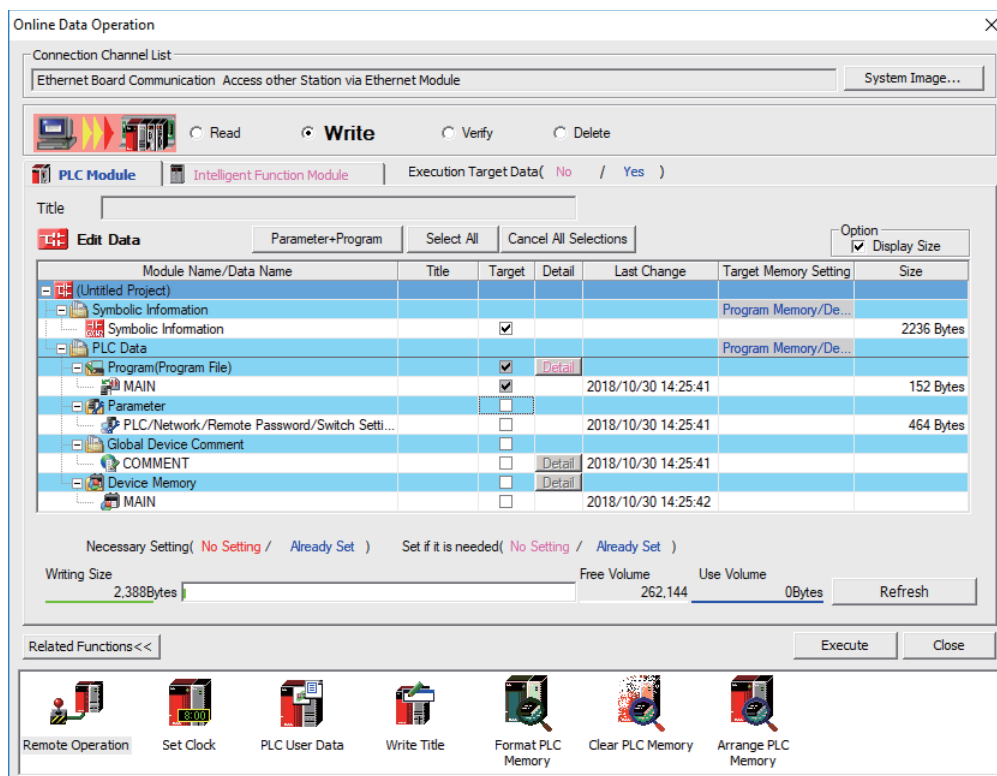 Online Data Operation
Connection Channel List
Ethernet Board Communication Access other Station via Ethernet Module
System Image...
Read Write Verify Delete
PLC Module Intelligent Function Module Execution Target Data( No / Yes )
Title
Edit Data Parameter+Program Select All Cancel All Selections
Option
Display Size
Module Name/Data Name Title Target Detail Last Change Target Memory Setting Size
(Untitled Project)
Symbolic Information Program Memory/De...
Symbolic Information 2236 Bytes
PLC Data Program Memory/De...
Program(Program File) Detail
MAIN 2018/10/30 14:25:41 152 Bytes
Parameter
PLC/Network/Remote Password/Switch Setti... 2018/10/30 14:25:41 464 Bytes
Global Device Comment
COMMENT Detail 2018/10/30 14:25:41
Device Memory Detail
MAIN 2018/10/30 14:25:42
Necessary Setting( No Setting / Already Set ) Set if it is needed( No Setting / Already Set )
Writing Size Free Volume Use Volume
2,388Bytes 262,144 0Bytes Refresh
Related Functions<< Execute Close
8:00
Remote Operation Set Clock PLC User Data Write Title Format PLC Memory Clear PLC Memory Arrange PLC Memory